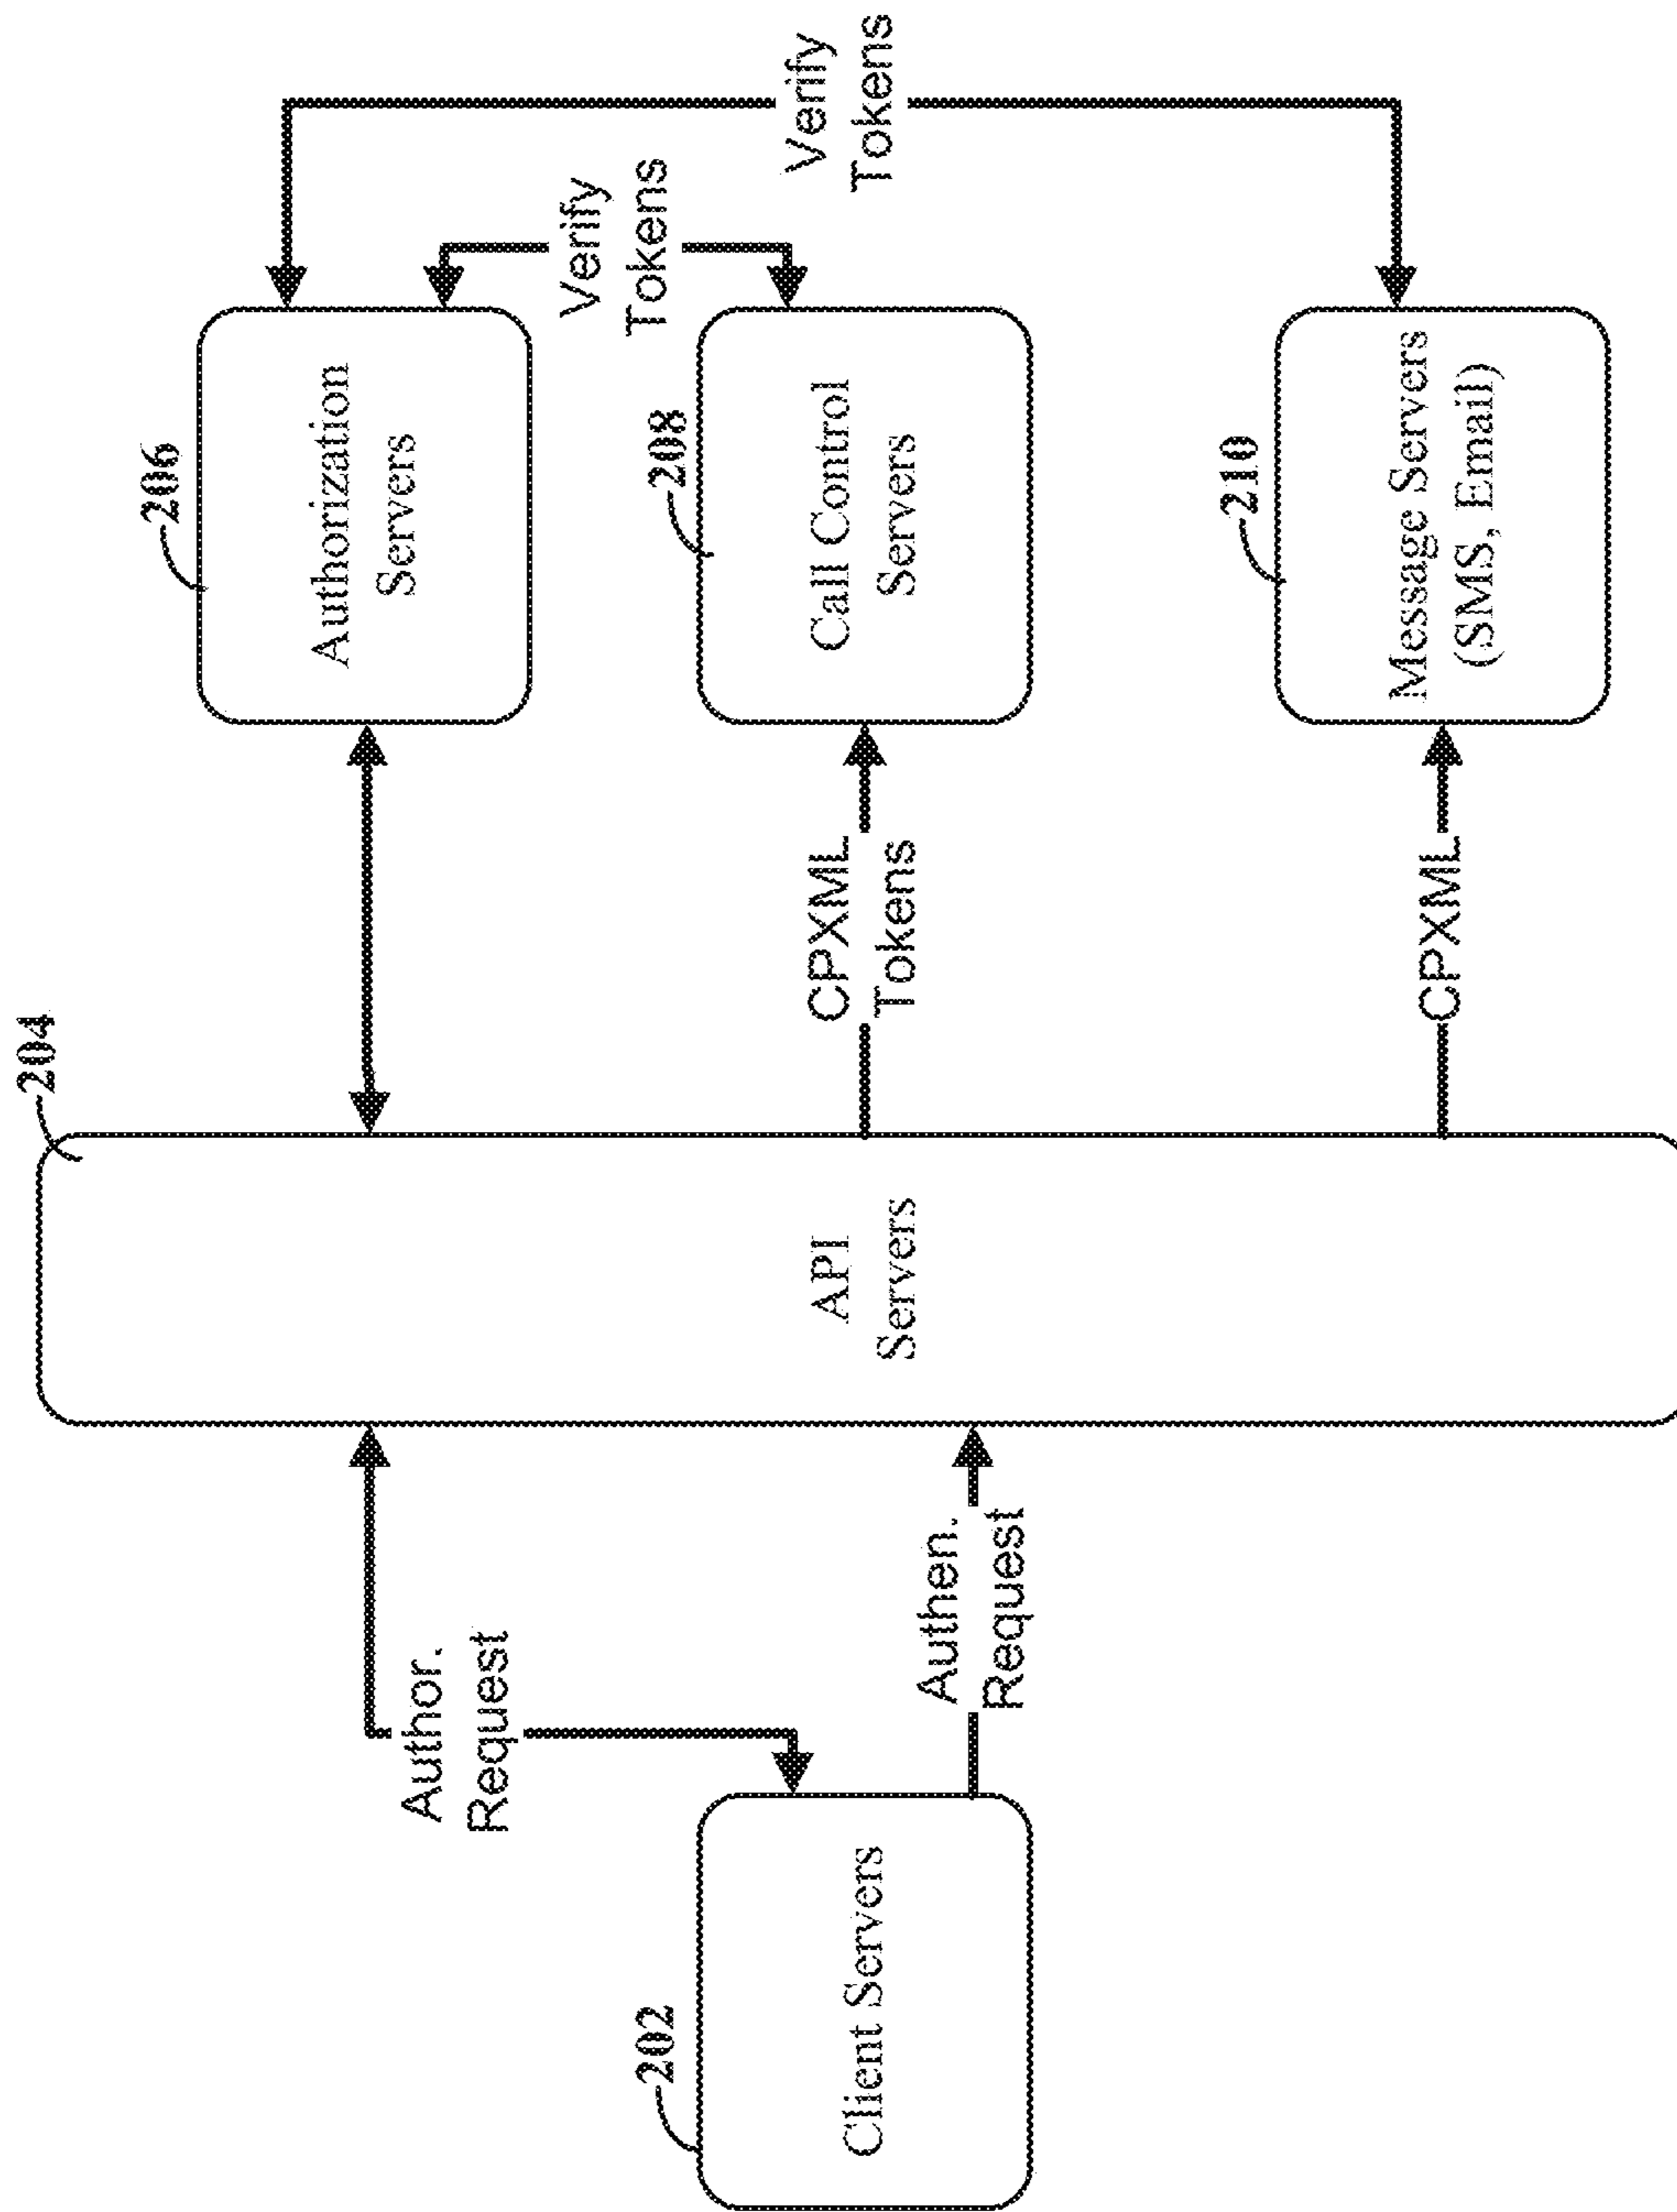 202
Client Servers
Author.
Request
Authen.
Request
204
API
Servers
CPXML
Tokens
CPXML
206
Authorization
Servers
208
Call Control
Servers
210
Message Servers
(SMS, Email)
Verify
Tokens
Verify
Tokens